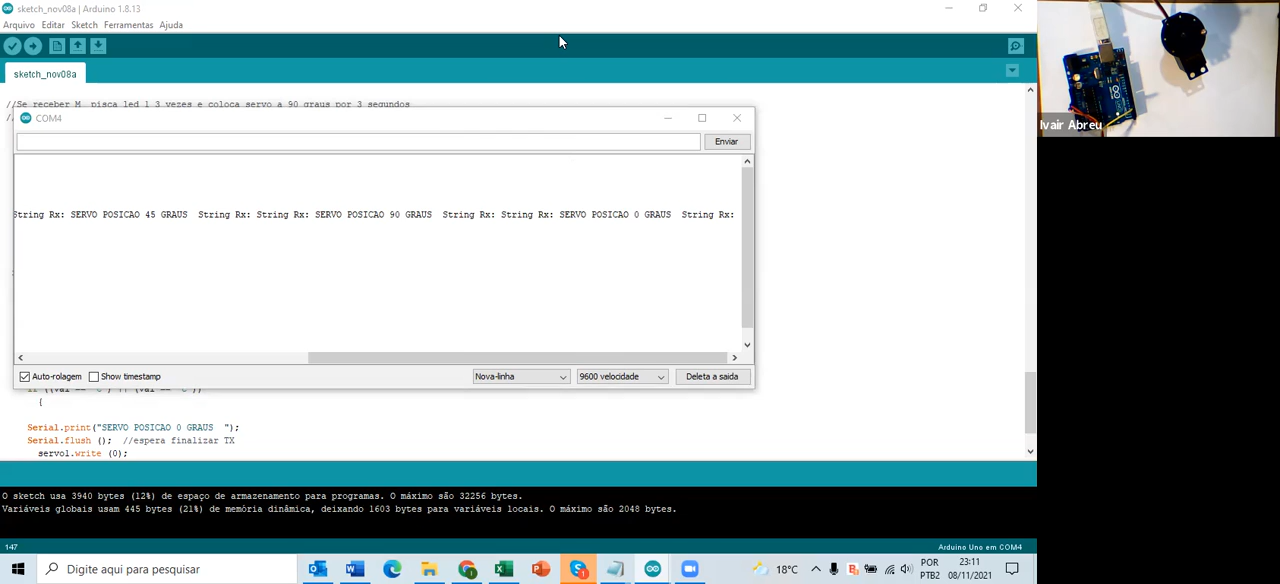 sketch_nov08a | Arduino 1.8.13
Arquivo Editar Sketch Ferramentas Ajuda
sketch_nov08a
//Se receber M pisca led 1 3 vezes e coloca servo a 90 graus por 3 segundos
COM4
Enviar
String Rx: SERVO POSICAO 45 GRAUS String Rx: String Rx: SERVO POSICAO 90 GRAUS String Rx: String Rx: SERVO POSICAO 0 GRAUS String Rx:
Auto-rolagem Show timestamp Nova-linha 9600 velocidade Deleta a saida
{
Serial.print("SERVO POSICAO 0 GRAUS ");
Serial.flush (); //espera finalizar TX
servo1.write (0);
O sketch usa 3940 bytes (12%) de espaço de armazenamento para programas. O máximo são 32256 bytes.
Variáveis globais usam 445 bytes (21%) de memória dinâmica, deixando 1603 bytes para variáveis locais. O máximo são 2048 bytes.
147 Arduino Uno em COM4
Digite aqui para pesquisar
18°C
POR
PTB2
23:11
08/11/2021
Ivair Abreu